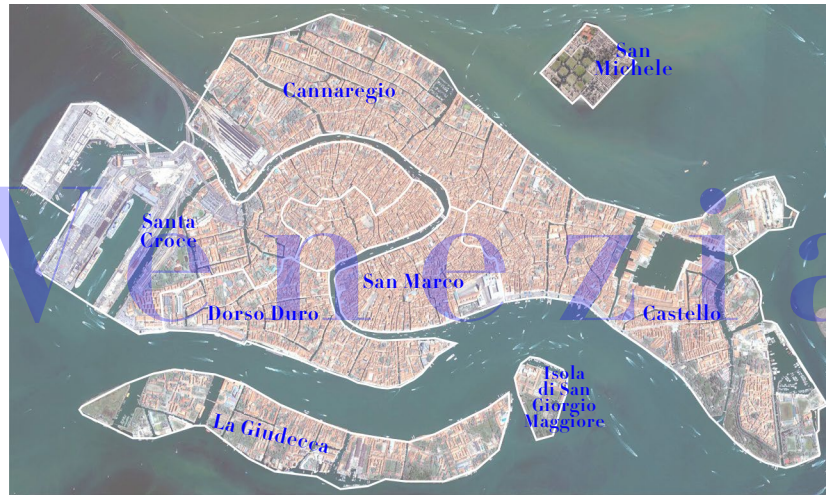 San
Michele
Cannaregio
Santa
Croce
Venezia
San Marco
Dorso Duro
Castello
Isola
di San
Giorgio
Maggiore
La Giudecca